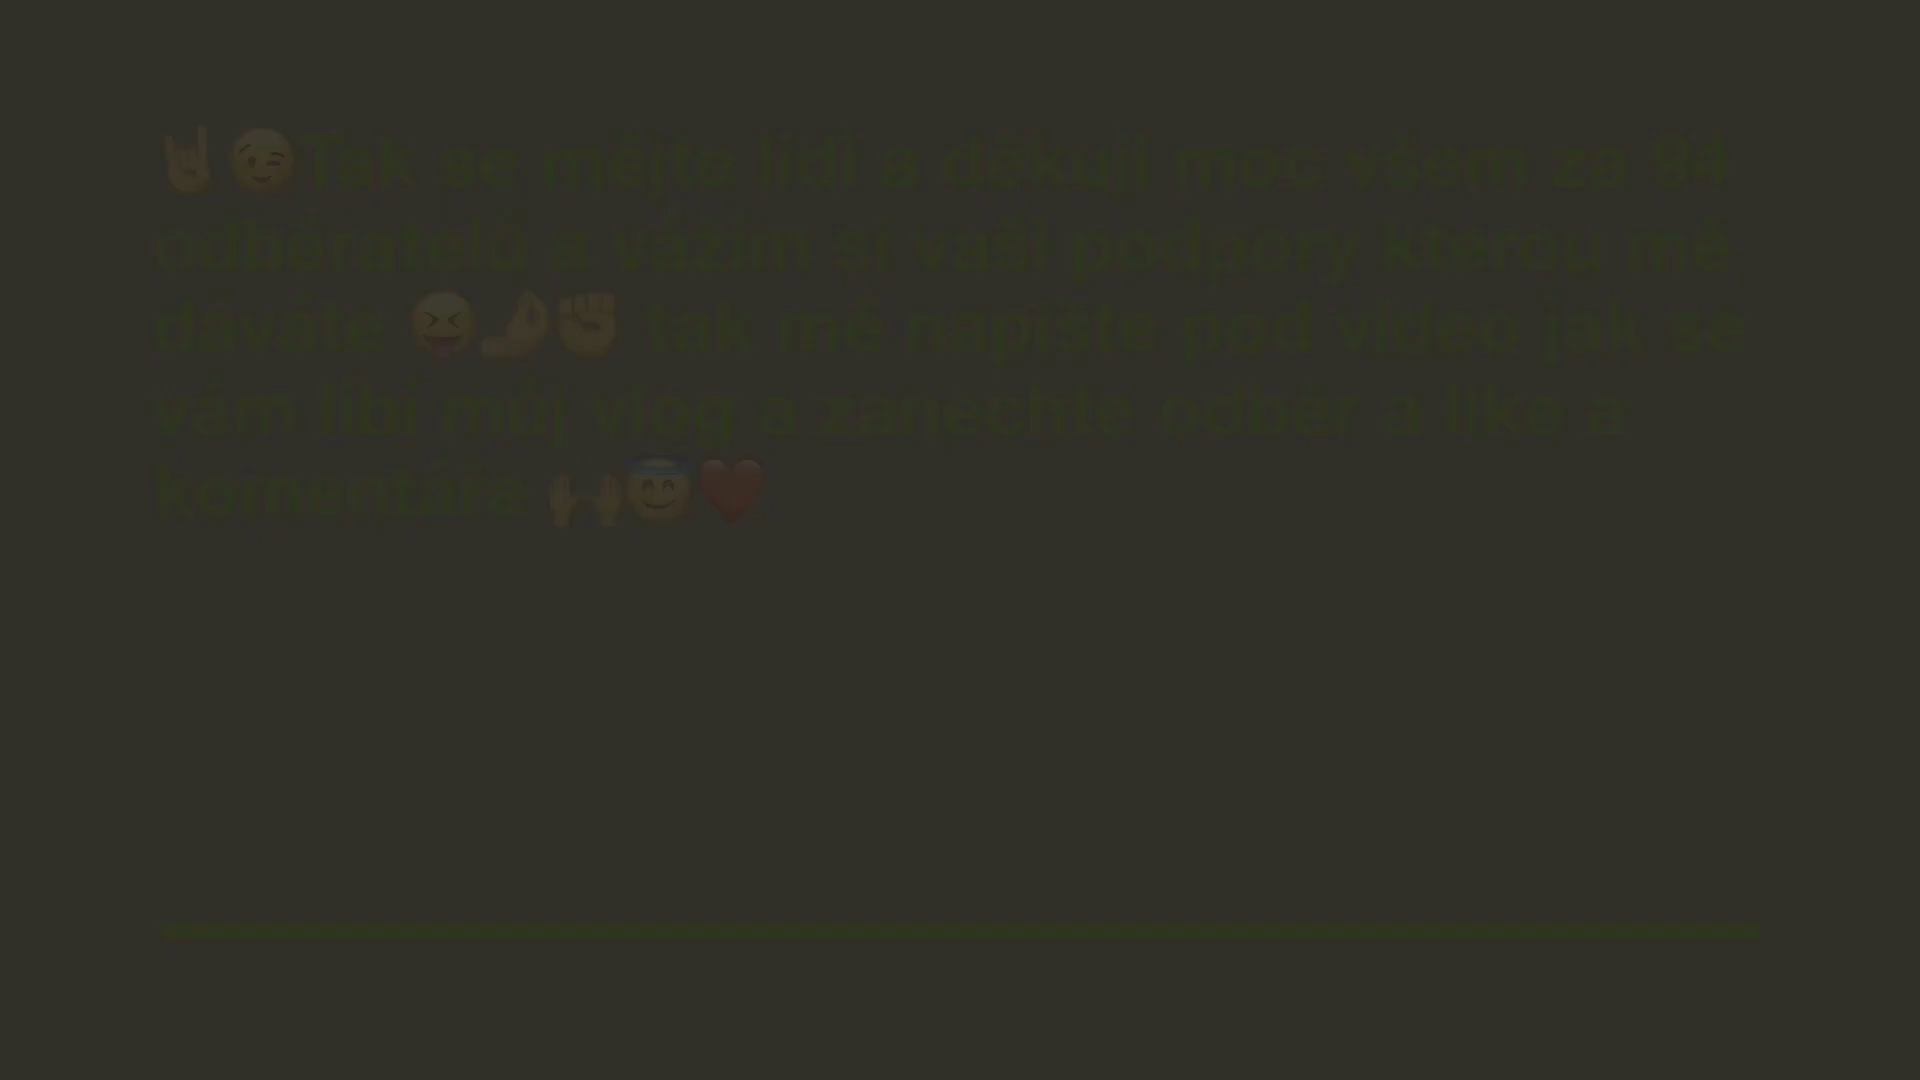 🤘😉Tak se mějte lidi a děkuji moc všem za 94
odběratelů a vážím si vaší podpory kterou mě
dáváte 😝🤌✊ tak mě napište pod video jak se
vám líbí můj vlog a zanechte odběr a like a
komentáře 🙌😇❤️